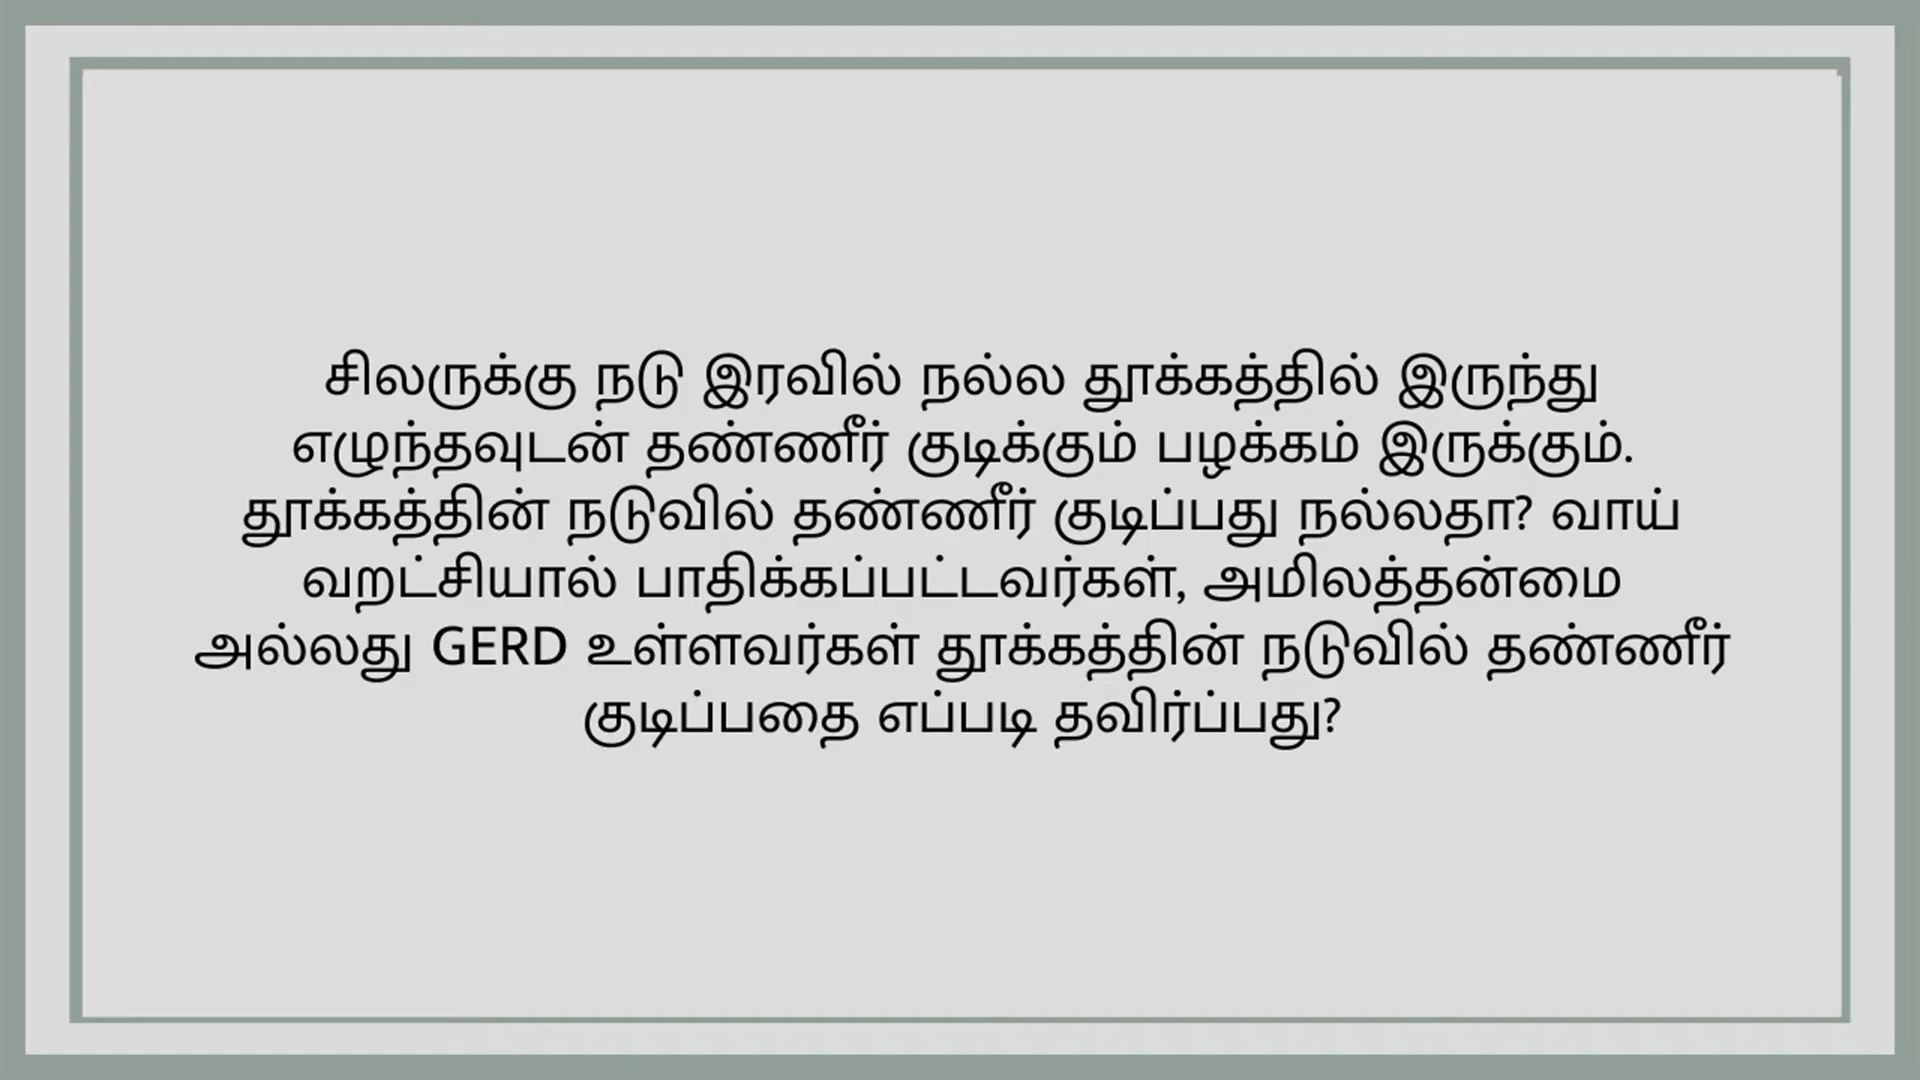 சிலருக்கு நடு இரவில் நல்ல தூக்கத்தில் இருந்து
எழுந்தவுடன் தண்ணீர் குடிக்கும் பழக்கம் இருக்கும்.
தூக்கத்தின் நடுவில் தண்ணீர் குடிப்பது நல்லதா? வாய்
வறட்சியால் பாதிக்கப்பட்டவர்கள், அமிலத்தன்மை
அல்லது GERD உள்ளவர்கள் தூக்கத்தின் நடுவில் தண்ணீர்
குடிப்பதை எப்படி தவிர்ப்பது?